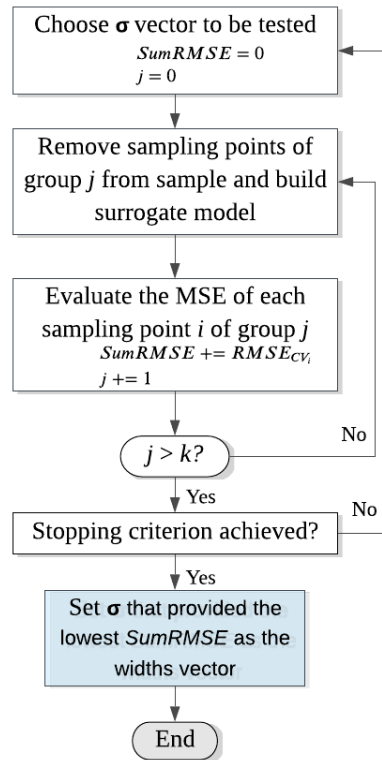 Choose σ vector to be tested
SumRMSE = 0
j = 0
Remove sampling points of
group j from sample and build
surrogate model
Evaluate the MSE of each
sampling point i of group j
SumRMSE += RMSE_{CV_i}
j += 1
j > k?
No
Yes
Stopping criterion achieved?
No
Yes
Set σ that provided the
lowest SumRMSE as the
widths vector
End